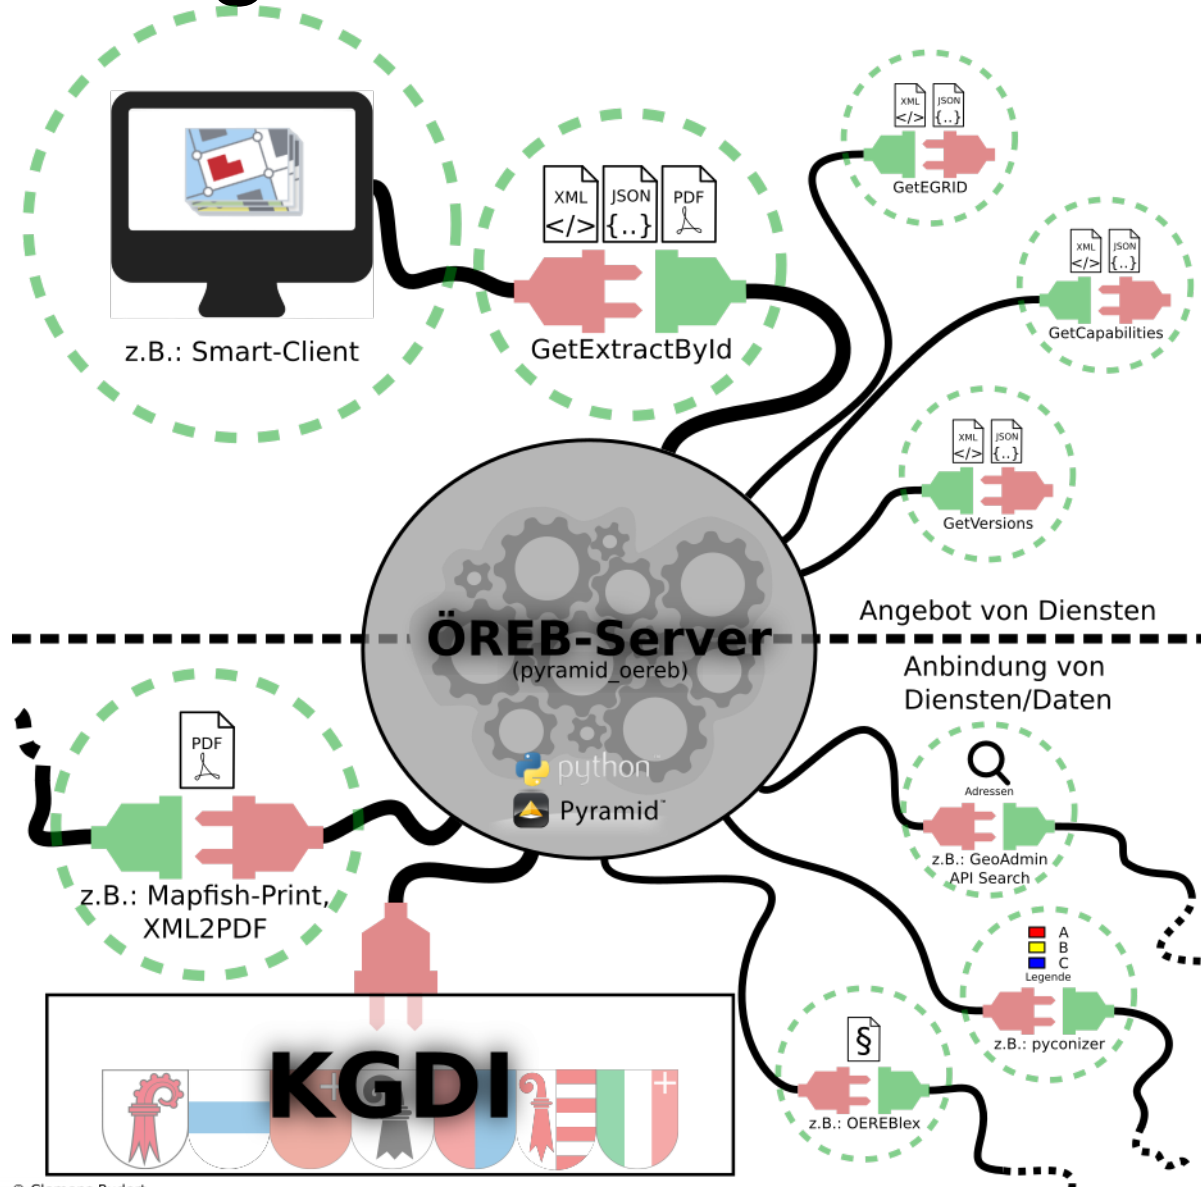 XML
</>
JSON
{..}
GetEGRID
XML
</>
JSON
{..}
PDF
GetExtractById
z.B.: Smart-Client
XML
</>
JSON
{..}
GetCapabilities
XML
</>
JSON
{..}
GetVersions
Angebot von Diensten
ÖREB-Server
(pyramid_oereb)
python
Pyramid
Anbindung von
Diensten/Daten
PDF
z.B.: Mapfish-Print,
XML2PDF
Adressen
z.B.: GeoAdmin
API Search
A
B
C
Legende
z.B.: pyconizer
§
z.B.: OEREBlex
KGDI